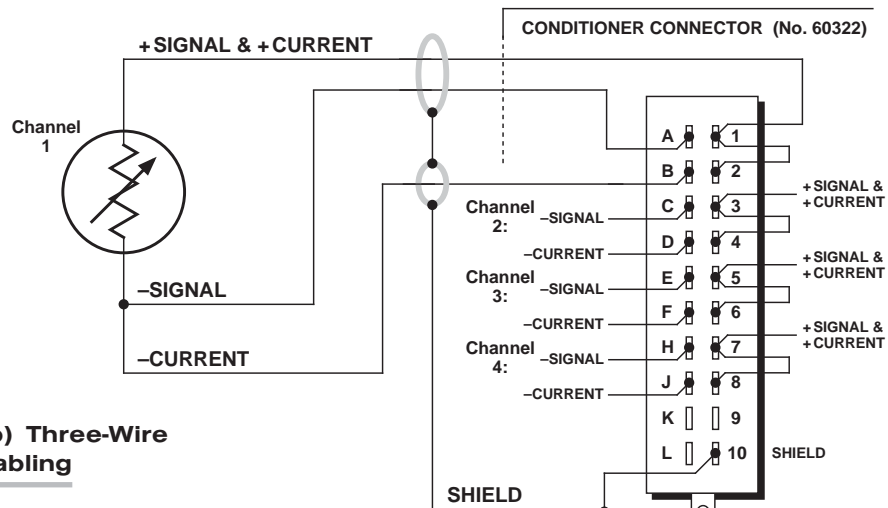 CONDITIONER CONNECTOR (No. 60322)
+SIGNAL & +CURRENT
Channel
1
A 1
B 2
+SIGNAL &
+CURRENT
Channel
2:
–SIGNAL
C 3
–CURRENT
D 4
+SIGNAL &
+CURRENT
Channel
3:
–SIGNAL
E 5
–CURRENT
F 6
+SIGNAL &
+CURRENT
Channel
4:
–SIGNAL
H 7
–CURRENT
J 8
K 9
L 10 SHIELD
–SIGNAL
–CURRENT
) Three-Wire
abling
SHIELD